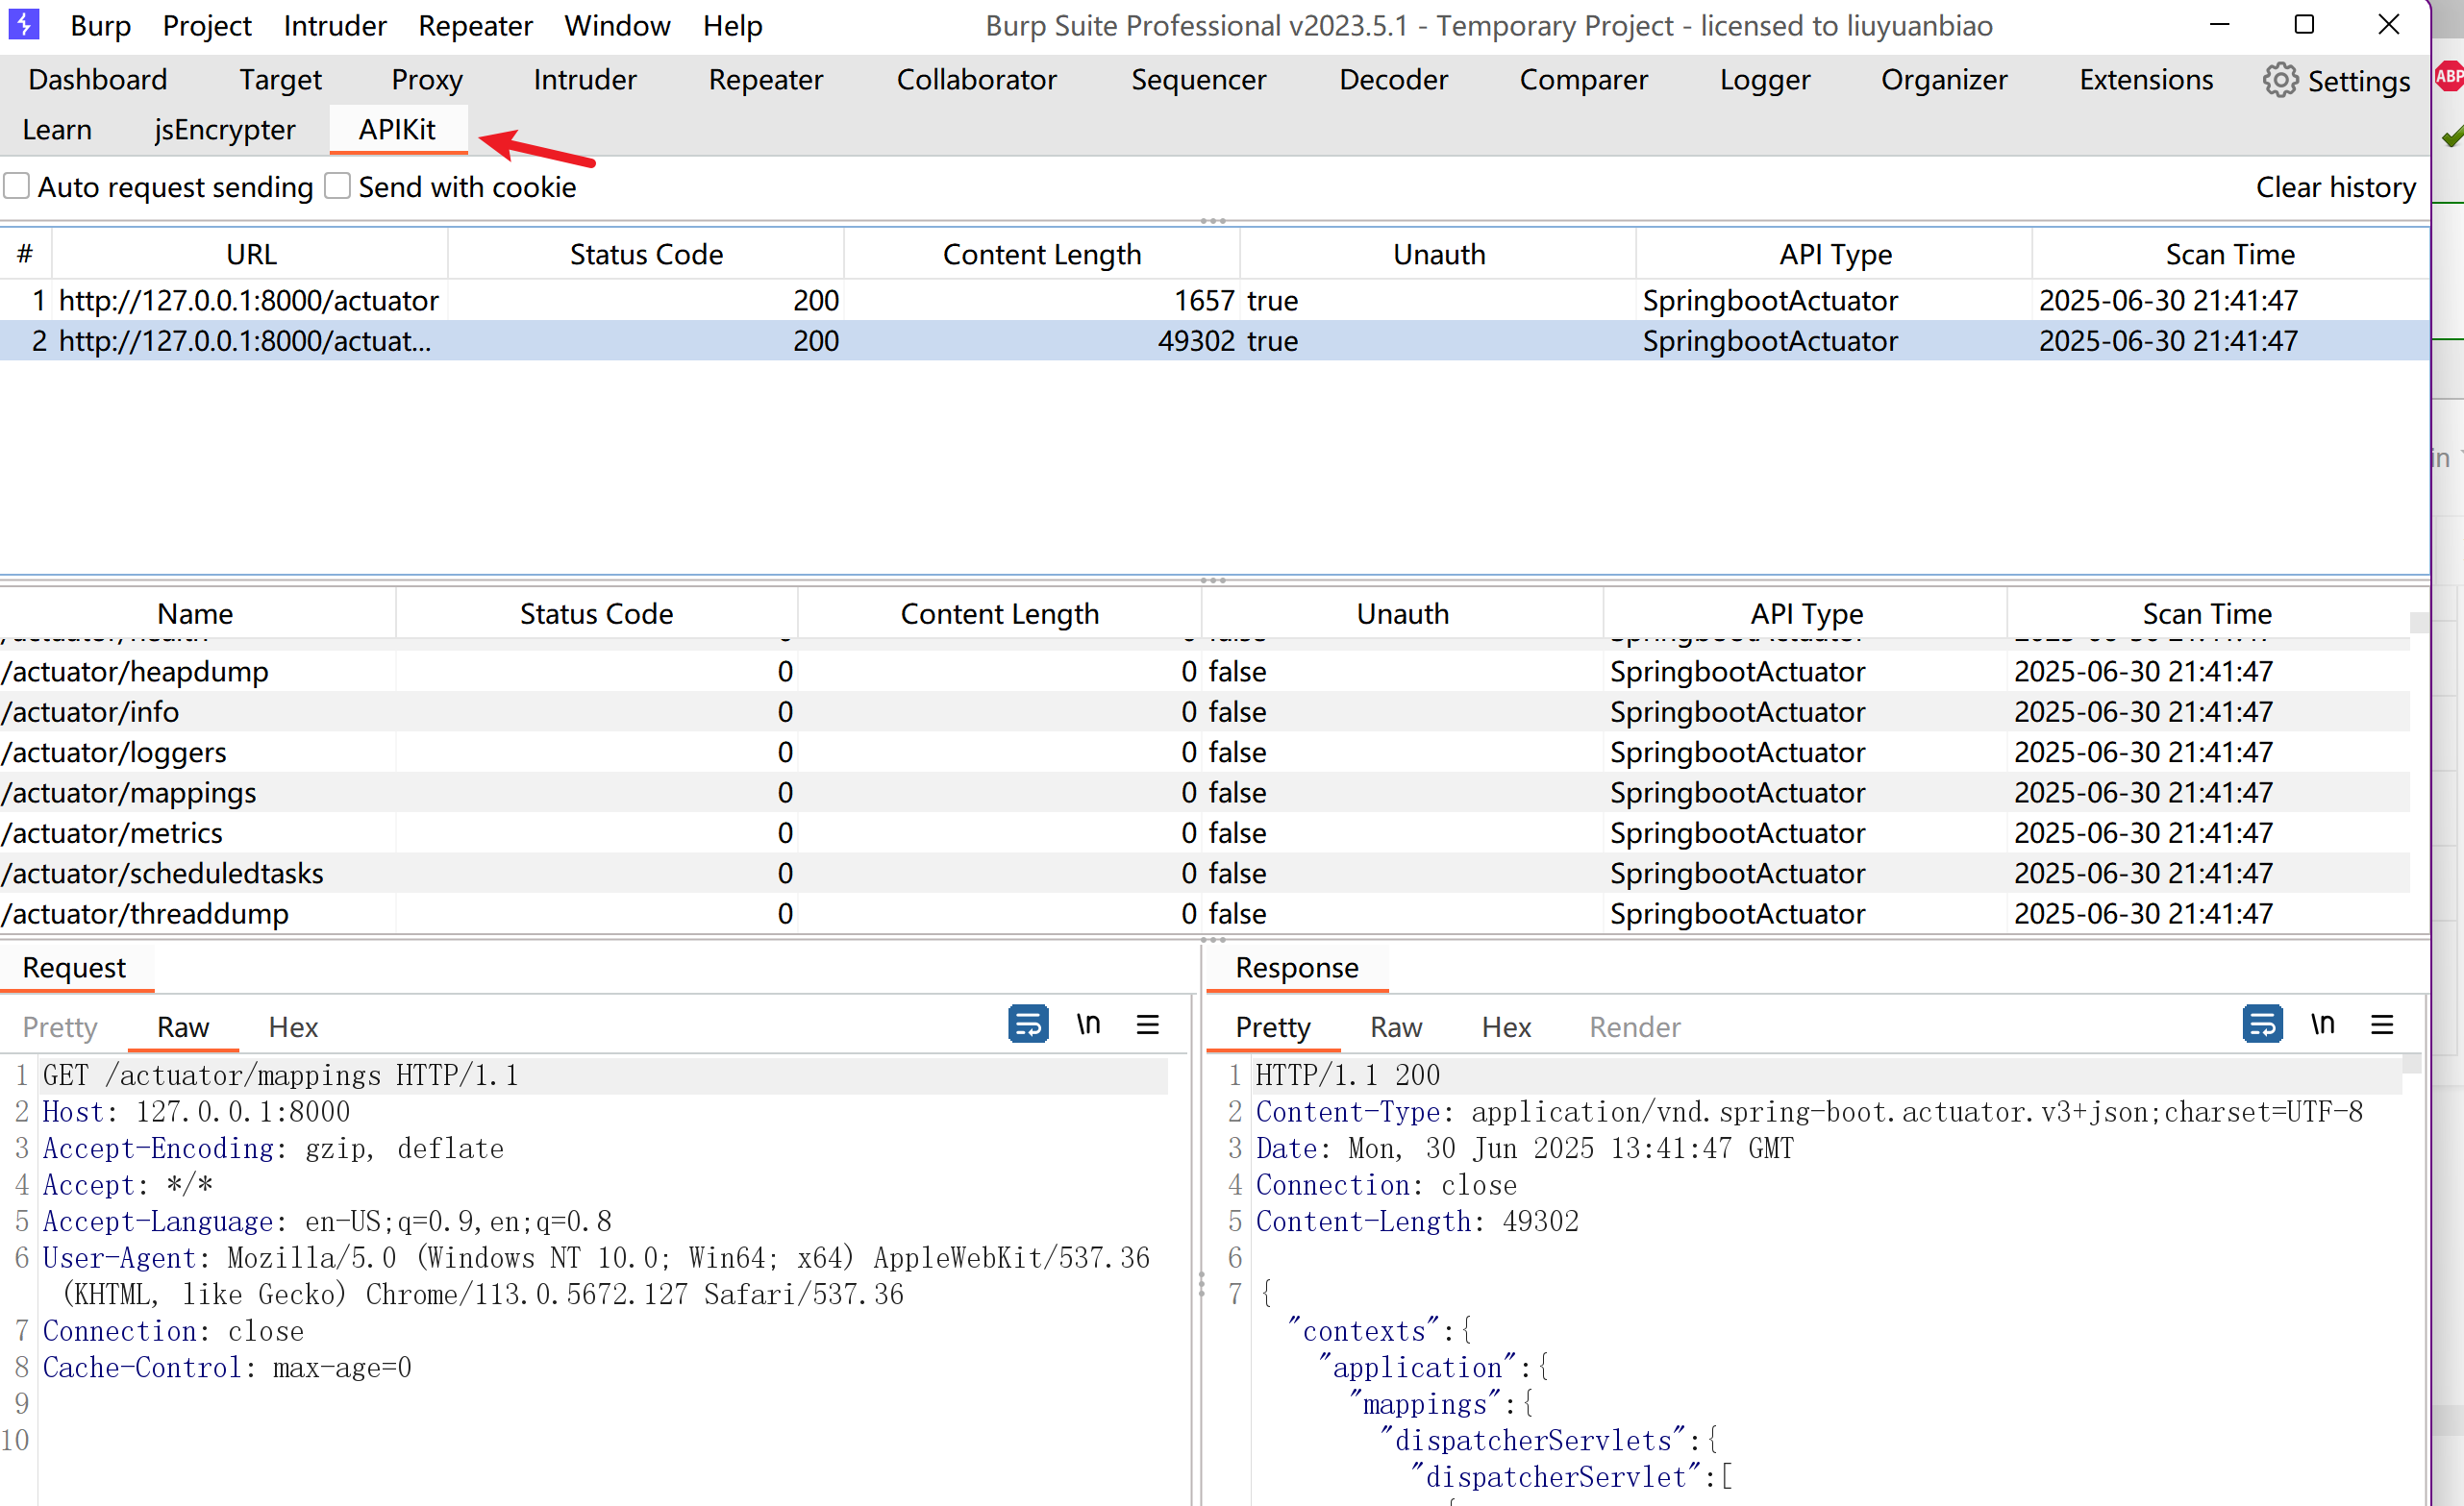 Burp Project Intruder Repeater Window Help Burp Suite Professional v2023.5.1 - Temporary Project - licensed to liuyuanbiao
Dashboard Target Proxy Intruder Repeater Collaborator Sequencer Decoder Comparer Logger Organizer Extensions Settings
ABP
Learn jsEncrypter APIKit
Auto request sending Send with cookie Clear history
# URL Status Code Content Length Unauth API Type Scan Time
1 http://127.0.0.1:8000/actuator 200 1657 true SpringbootActuator 2025-06-30 21:41:47
2 http://127.0.0.1:8000/actuat... 200 49302 true SpringbootActuator 2025-06-30 21:41:47
in
Name Status Code Content Length Unauth API Type Scan Time
/actuator/heapdump 0 0 false SpringbootActuator 2025-06-30 21:41:47
/actuator/info 0 0 false SpringbootActuator 2025-06-30 21:41:47
/actuator/loggers 0 0 false SpringbootActuator 2025-06-30 21:41:47
/actuator/mappings 0 0 false SpringbootActuator 2025-06-30 21:41:47
/actuator/metrics 0 0 false SpringbootActuator 2025-06-30 21:41:47
/actuator/scheduledtasks 0 0 false SpringbootActuator 2025-06-30 21:41:47
/actuator/threaddump 0 0 false SpringbootActuator 2025-06-30 21:41:47
Request
Pretty Raw Hex \n
1 GET /actuator/mappings HTTP/1.1
2 Host: 127.0.0.1:8000
3 Accept-Encoding: gzip, deflate
4 Accept: */*
5 Accept-Language: en-US;q=0.9,en;q=0.8
6 User-Agent: Mozilla/5.0 (Windows NT 10.0; Win64; x64) AppleWebKit/537.36
(KHTML, like Gecko) Chrome/113.0.5672.127 Safari/537.36
7 Connection: close
8 Cache-Control: max-age=0
9
10
Response
Pretty Raw Hex Render \n
1 HTTP/1.1 200
2 Content-Type: application/vnd.spring-boot.actuator.v3+json;charset=UTF-8
3 Date: Mon, 30 Jun 2025 13:41:47 GMT
4 Connection: close
5 Content-Length: 49302
6
7 {
"contexts":{
"application":{
"mappings":{
"dispatcherServlets":{
"dispatcherServlet":[
{